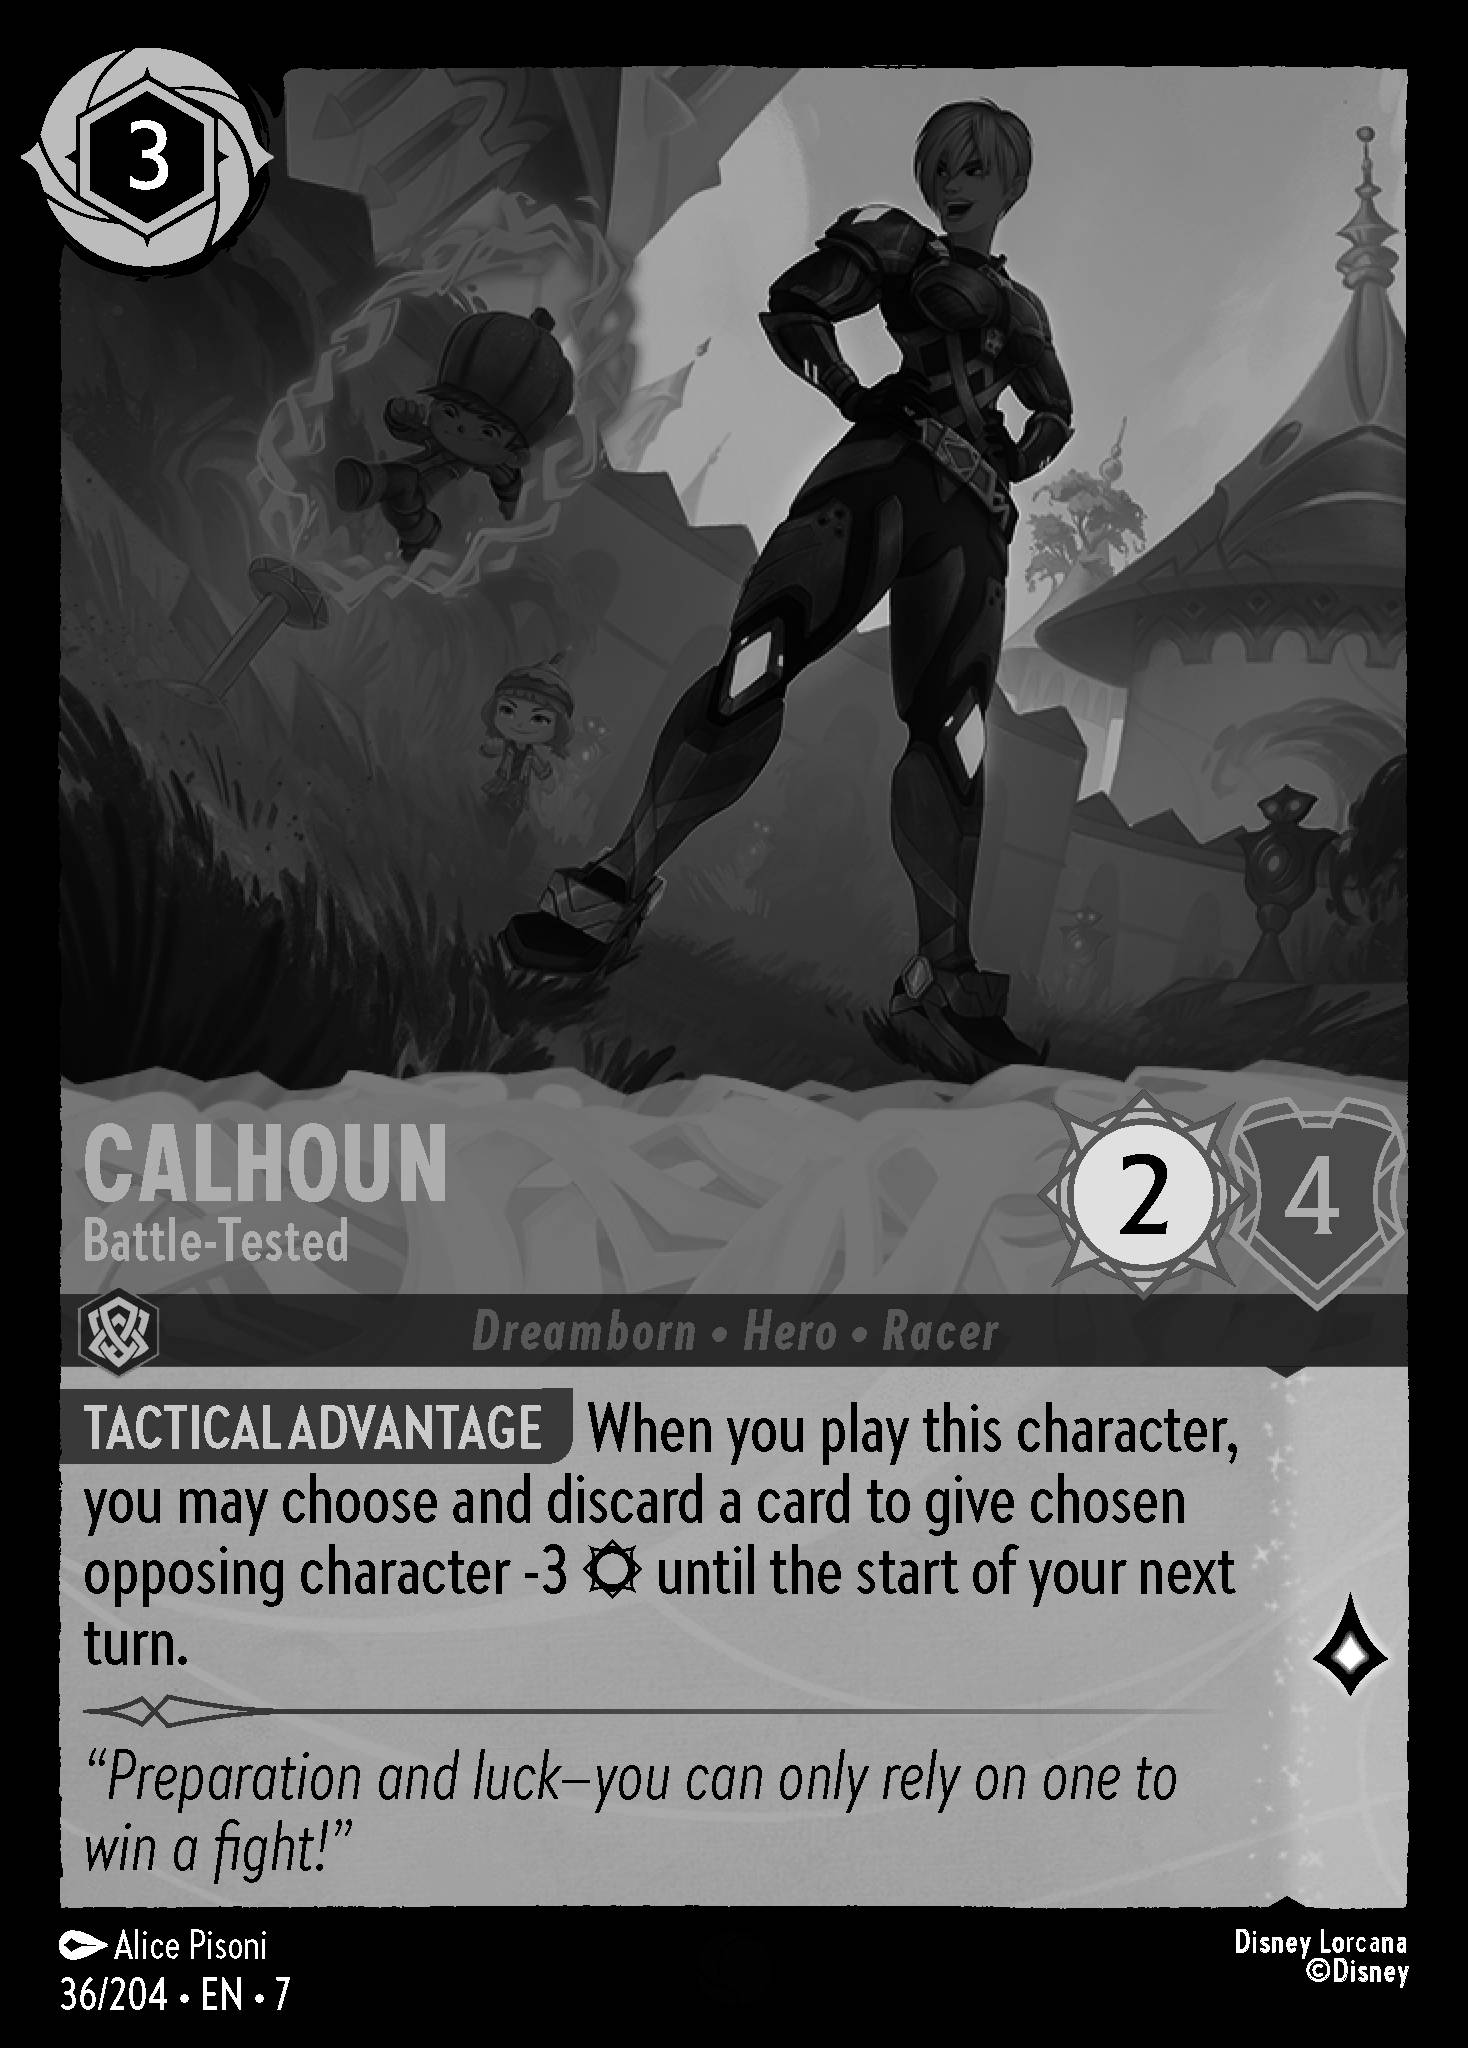 3
CALHOUN
Battle-Tested
2
4
Dreamborn • Hero • Racer
TACTICAL ADVANTAGE When you play this character,
you may choose and discard a card to give chosen
opposing character -3 until the start of your next
turn.
“Preparation and luck–you can only rely on one to
win a fight!”
Alice Pisoni
36/204 • EN • 7
Disney Lorcana
©Disney